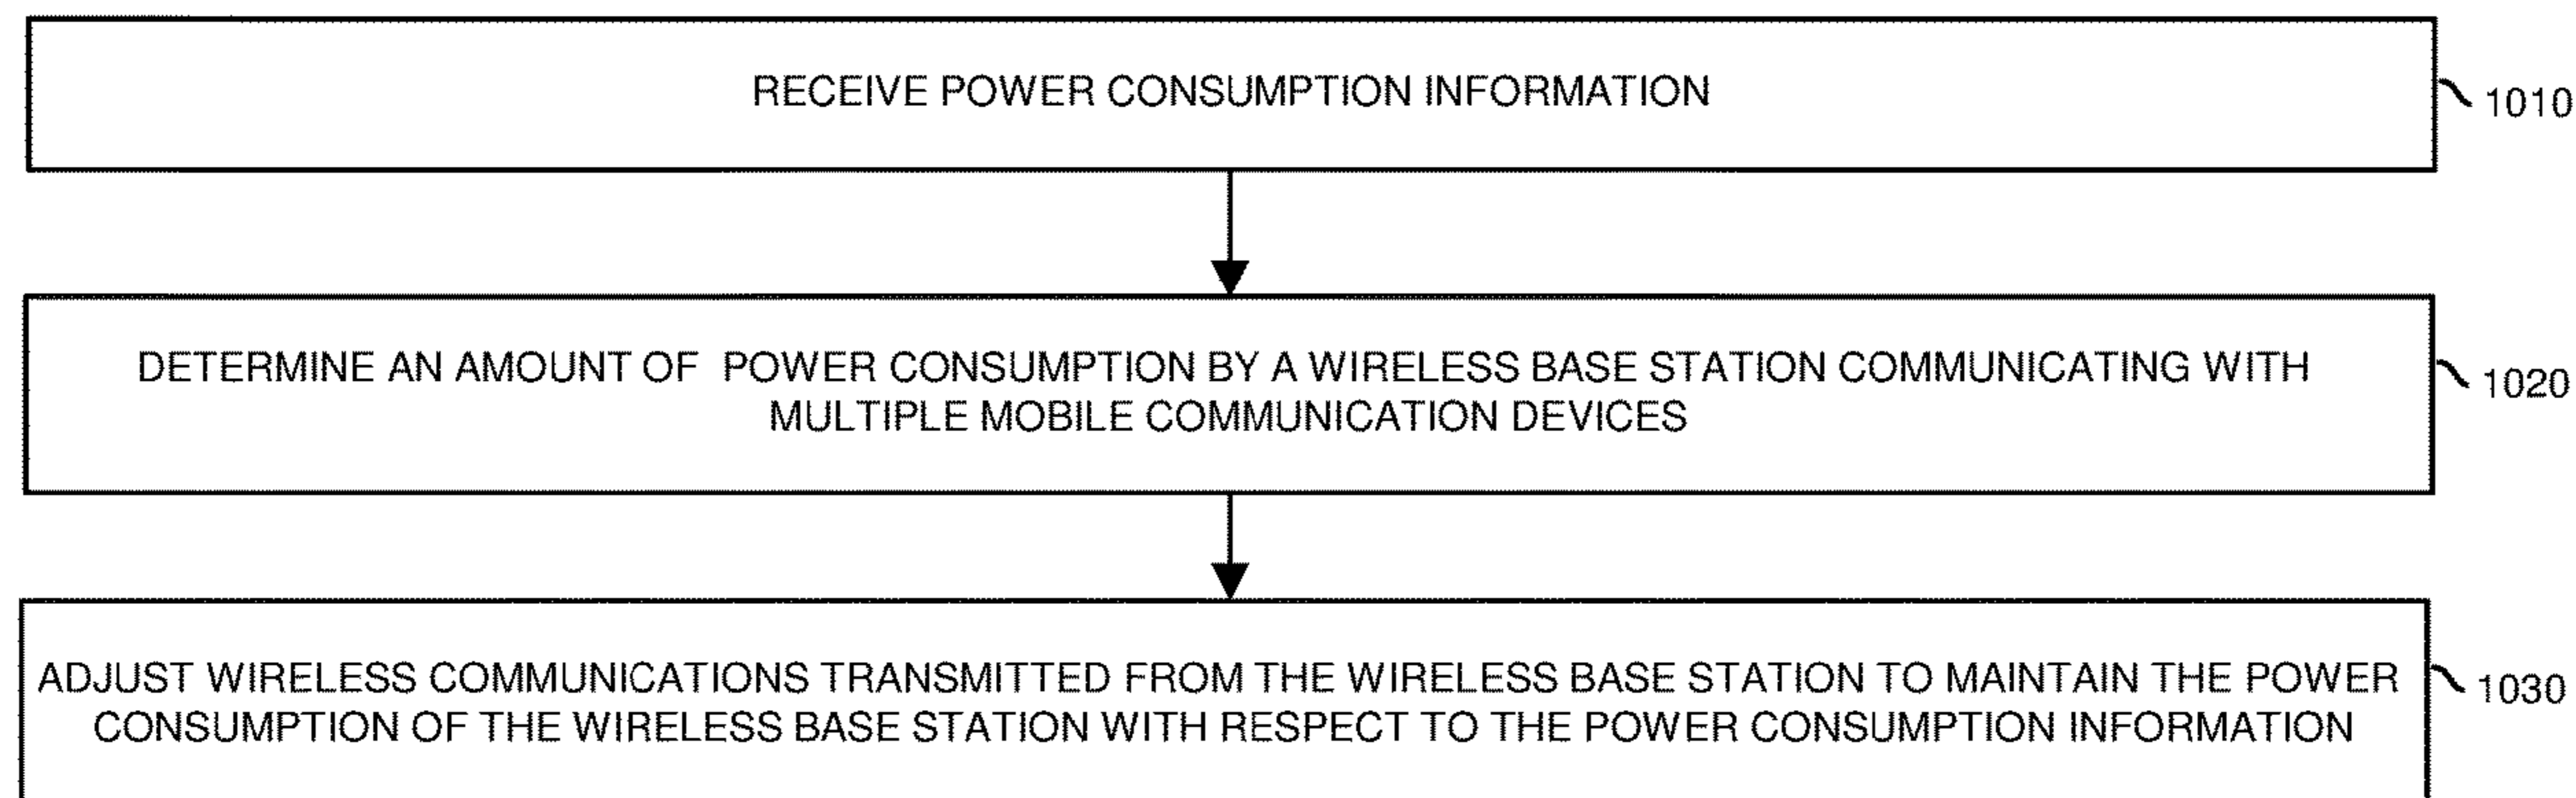 RECEIVE POWER CONSUMPTION INFORMATION
1010
DETERMINE AN AMOUNT OF POWER CONSUMPTION BY A WIRELESS BASE STATION COMMUNICATING WITH
MULTIPLE MOBILE COMMUNICATION DEVICES
1020
ADJUST WIRELESS COMMUNICATIONS TRANSMITTED FROM THE WIRELESS BASE STATION TO MAINTAIN THE POWER
CONSUMPTION OF THE WIRELESS BASE STATION WITH RESPECT TO THE POWER CONSUMPTION INFORMATION
1030